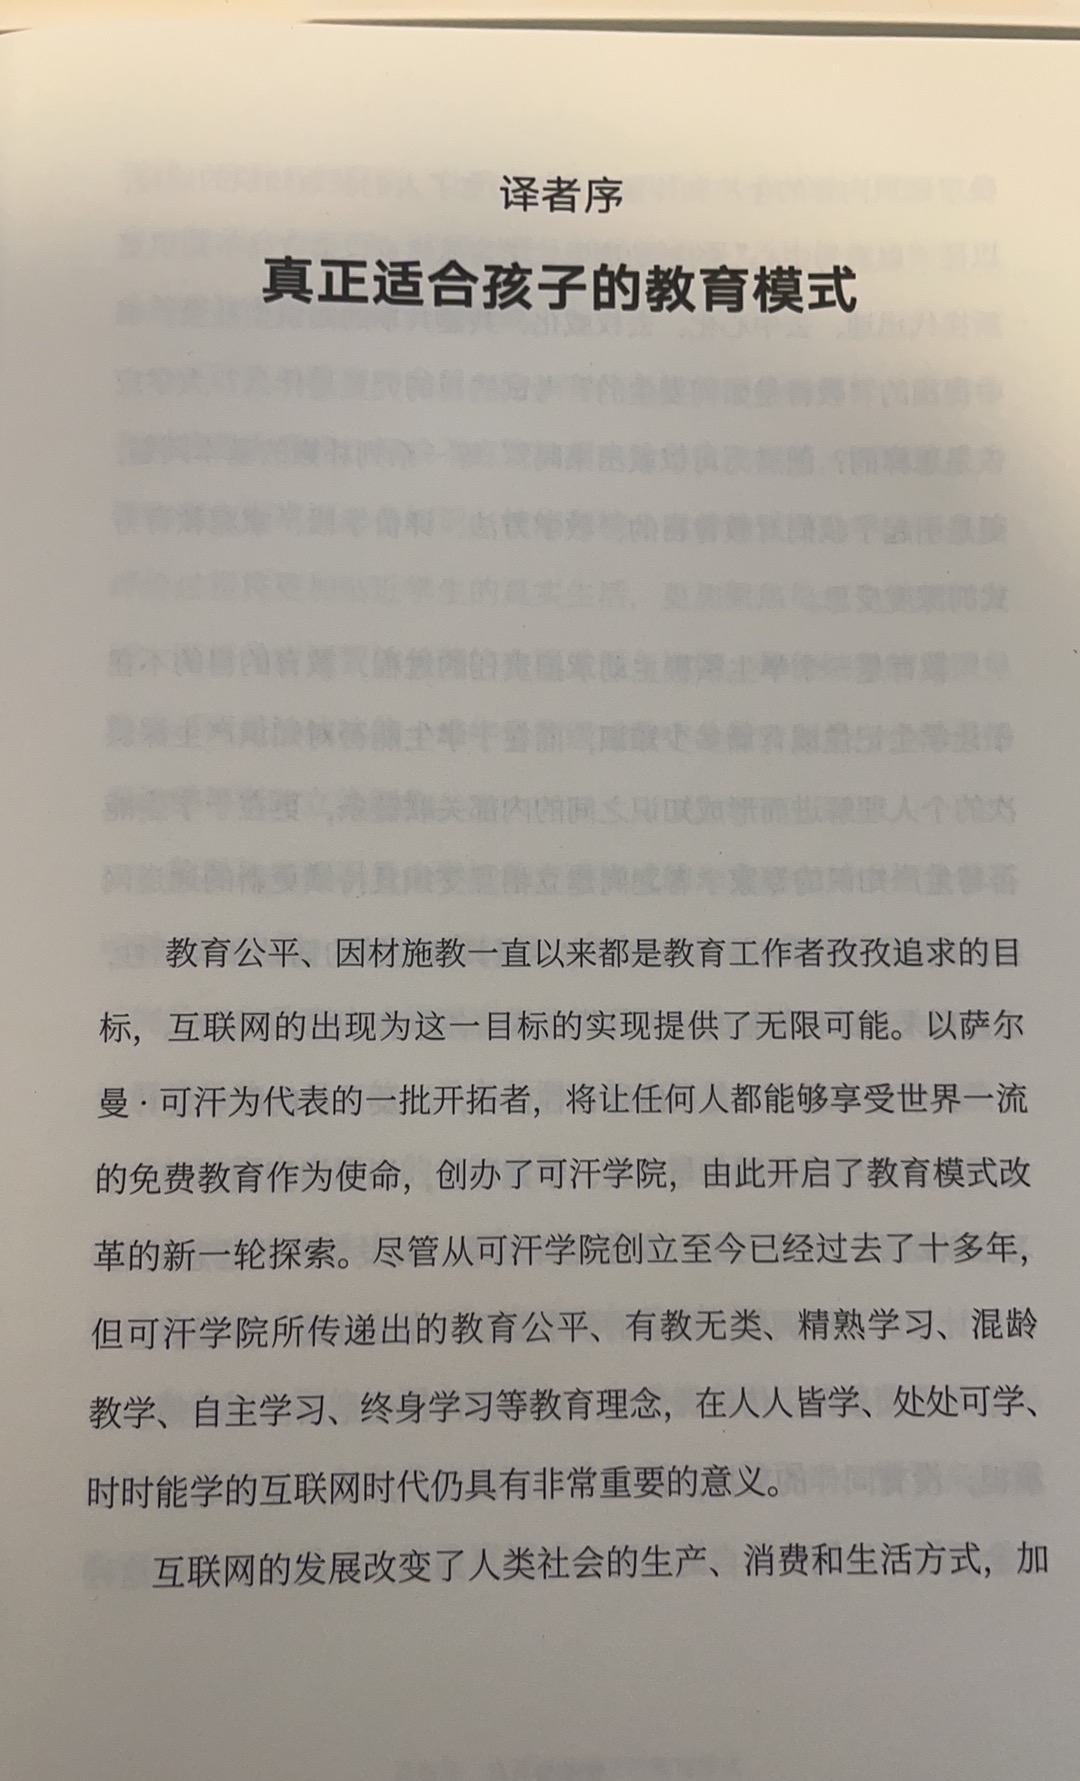 译者序
真正适合孩子的教育模式
教育公平、因材施教一直以来都是教育工作者孜孜追求的目
标，互联网的出现为这一目标的实现提供了无限可能。以萨尔
曼·可汗为代表的一批开拓者，将让任何人都能够享受世界一流
的免费教育作为使命，创办了可汗学院，由此开启了教育模式改
革的新一轮探索。尽管从可汗学院创立至今已经过去了十多年，
但可汗学院所传递出的教育公平、有教无类、精熟学习、混龄
教学、自主学习、终身学习等教育理念，在人人皆学、处处可学、
时时能学的互联网时代仍具有非常重要的意义。
互联网的发展改变了人类社会的生产、消费和生活方式，加